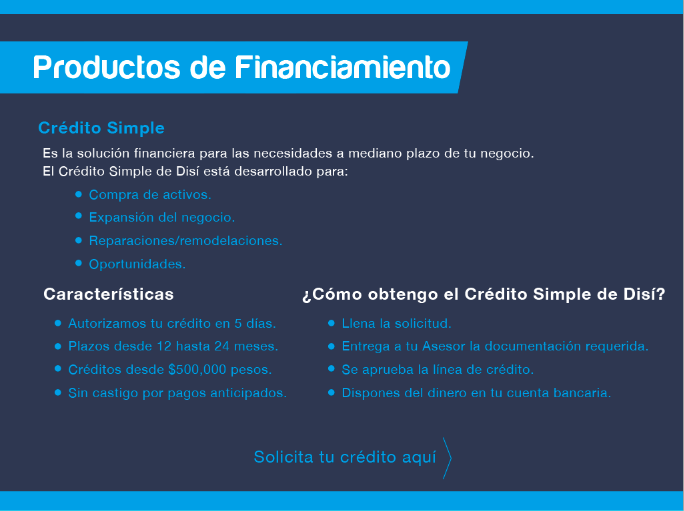 Productos de Financiamiento
Crédito Simple
Es la solución financiera para las necesidades a mediano plazo de tu negocio.
El Crédito Simple de Disí está desarrollado para:
• Compra de activos.
• Expansión del negocio.
• Reparaciones/remodelaciones.
• Oportunidades.
Características
• Autorizamos tu crédito en 5 días.
• Plazos desde 12 hasta 24 meses.
• Créditos desde $500,000 pesos.
• Sin castigo por pagos anticipados.
¿Cómo obtengo el Crédito Simple de Disí?
• Llena la solicitud.
• Entrega a tu Asesor la documentación requerida.
• Se aprueba la línea de crédito.
• Dispones del dinero en tu cuenta bancaria.
Solicita tu crédito aquí